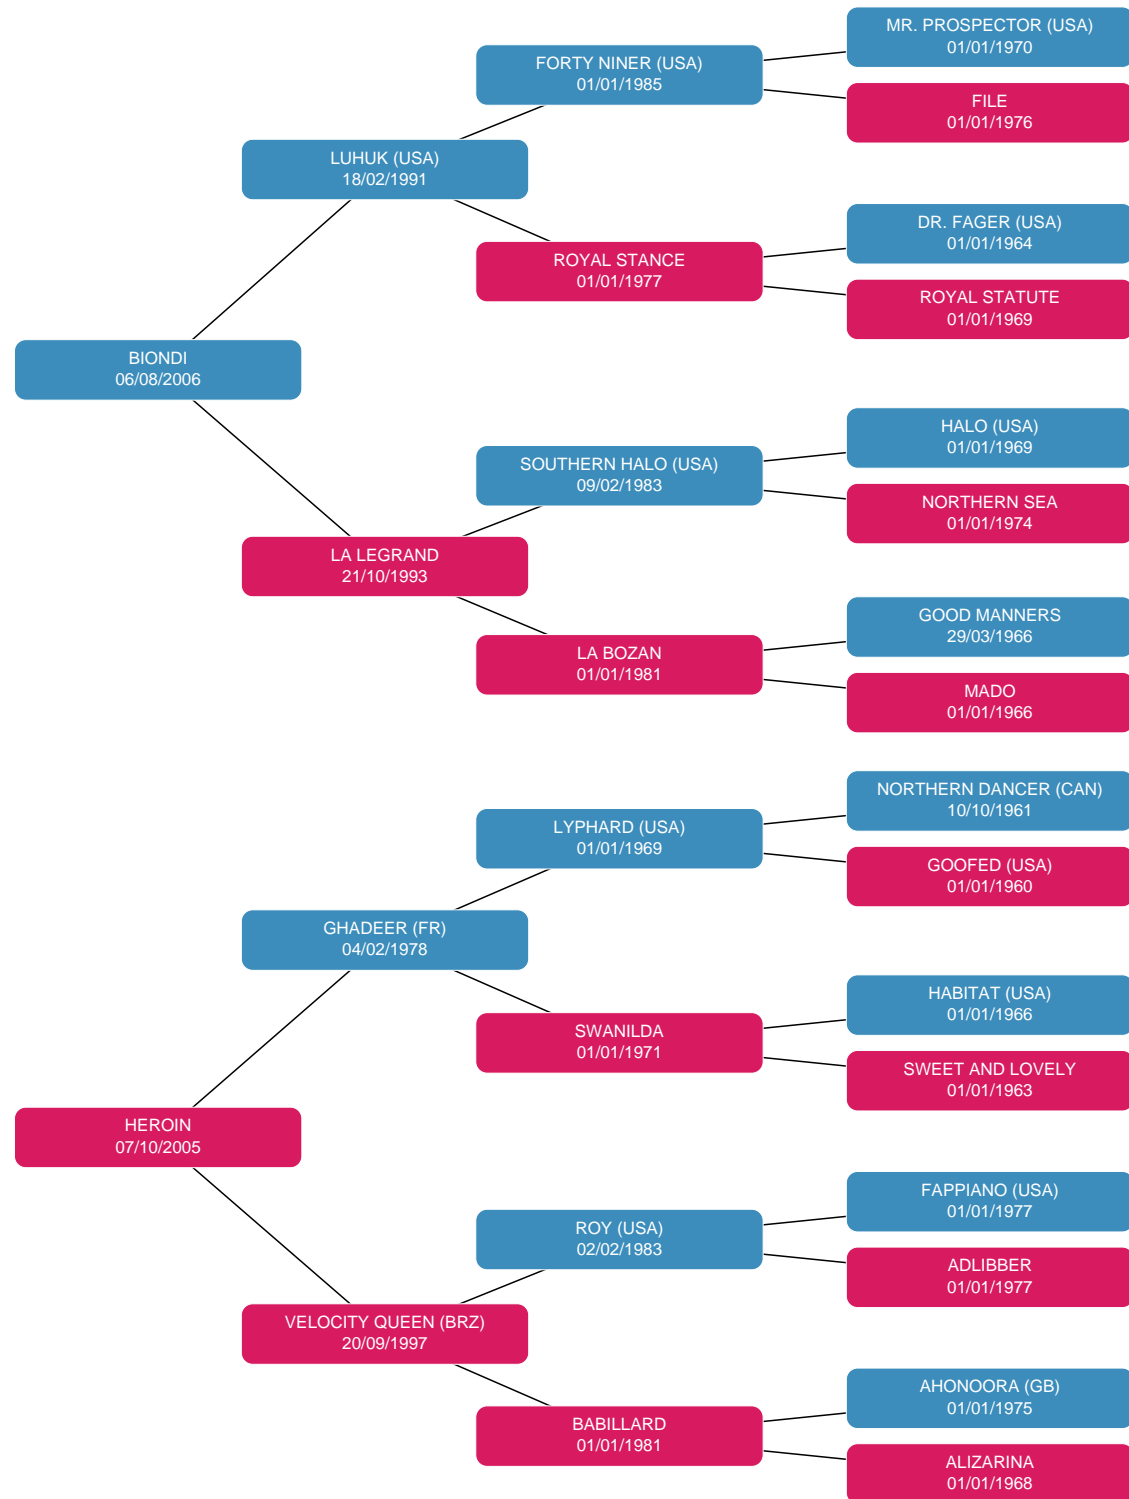 MR. PROSPECTOR (USA)
01/01/1970
FORTY NINER (USA)
01/01/1985
FILE
01/01/1976
LUHUK (USA)
18/02/1991
DR. FAGER (USA)
01/01/1964
ROYAL STANCE
01/01/1977
ROYAL STATUTE
01/01/1969
BIONDI
06/08/2006
HALO (USA)
01/01/1969
SOUTHERN HALO (USA)
09/02/1983
NORTHERN SEA
01/01/1974
LA LEGRAND
21/10/1993
GOOD MANNERS
29/03/1966
LA BOZAN
01/01/1981
MADO
01/01/1966
NORTHERN DANCER (CAN)
10/10/1961
LYPHARD (USA)
01/01/1969
GOOFED (USA)
01/01/1960
GHADEER (FR)
04/02/1978
HABITAT (USA)
01/01/1966
SWANILDA
01/01/1971
SWEET AND LOVELY
01/01/1963
HEROIN
07/10/2005
FAPPIANO (USA)
01/01/1977
ROY (USA)
02/02/1983
ADLIBBER
01/01/1977
VELOCITY QUEEN (BRZ)
20/09/1997
AHONOORA (GB)
01/01/1975
BABILLARD
01/01/1981
ALIZARINA
01/01/1968